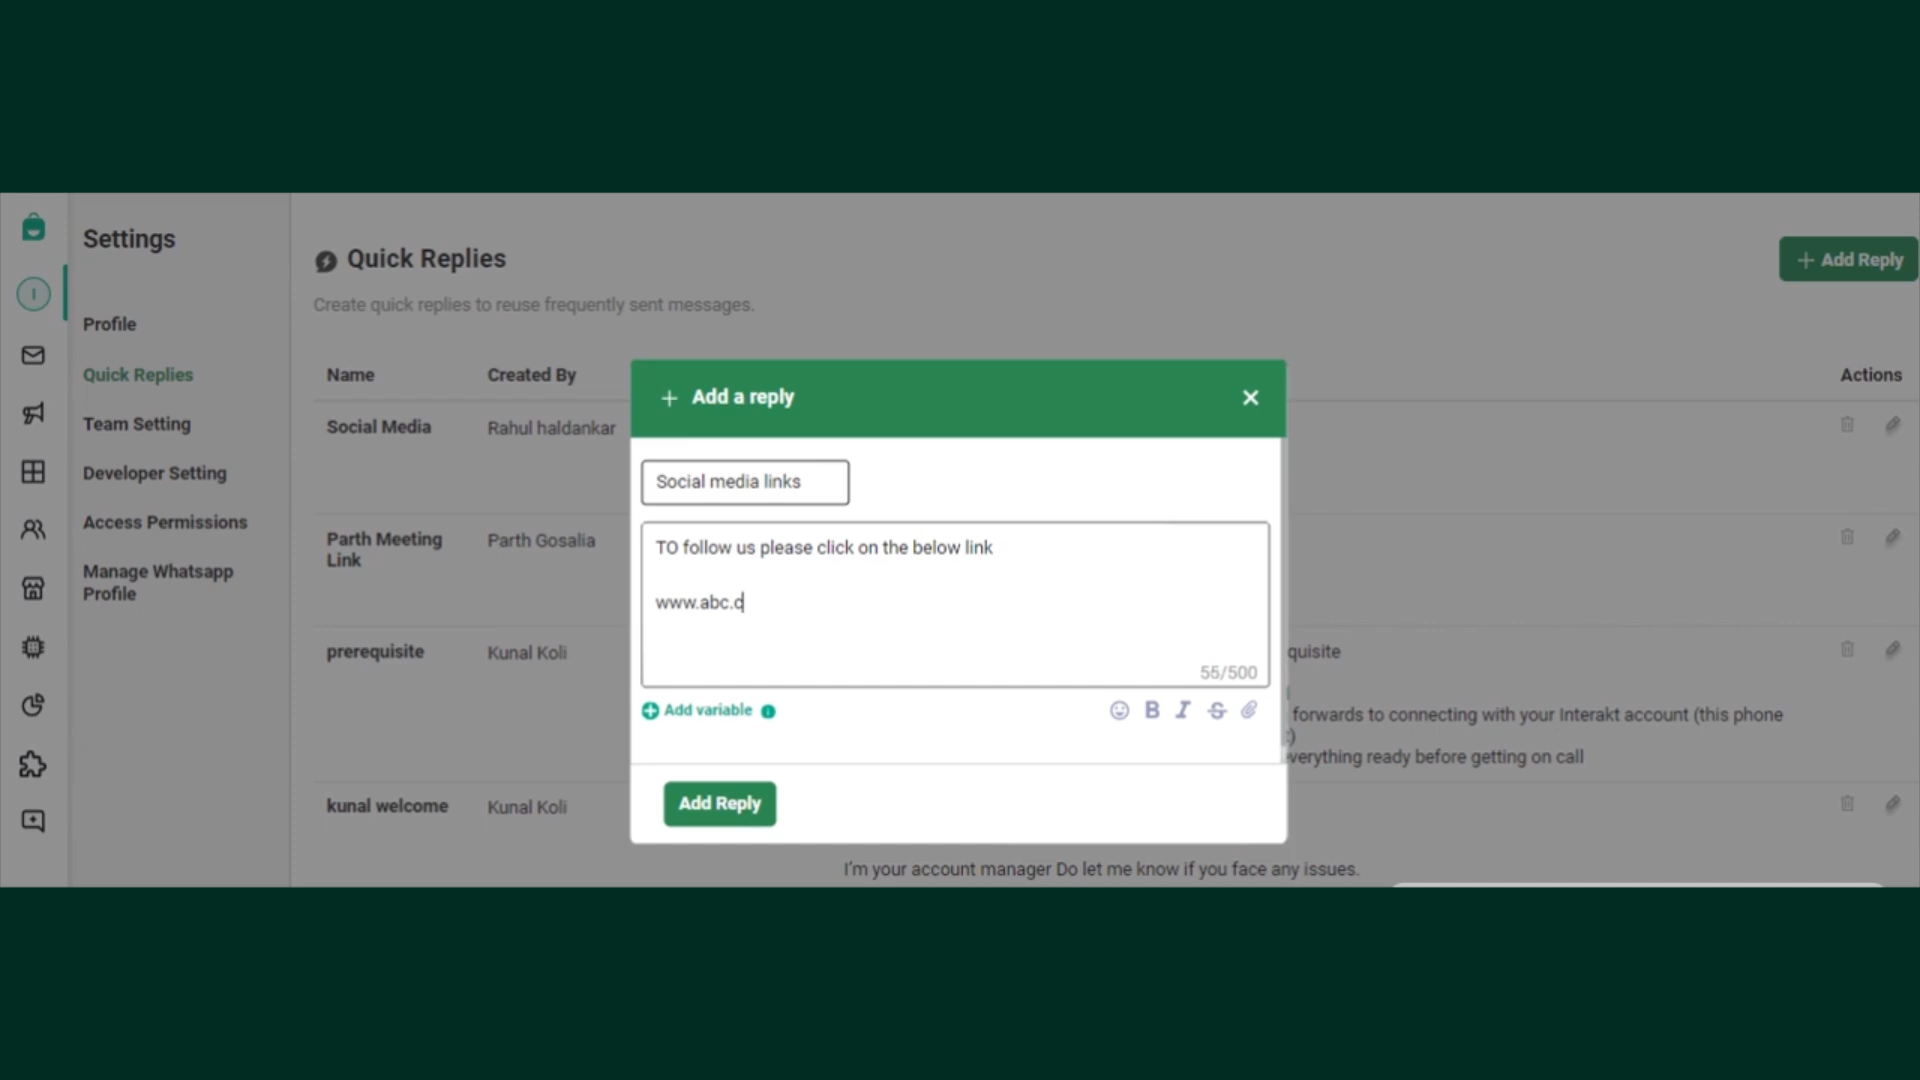 Settings
Profile
Quick Replies
Team Setting
Developer Setting
Access Permissions
Manage Whatsapp
Profile
Quick Replies
+ Add Reply
Create quick replies to reuse frequently sent messages.
Name Created By Actions
Social Media Rahul haldankar
Parth Meeting Parth Gosalia
Link
prerequisite Kunal Koli quisite
forwards to connecting with your Interakt account (this phone
:)
verything ready before getting on call
kunal welcome Kunal Koli
I'm your account manager Do let me know if you face any issues.
+ Add a reply
Social media links
TO follow us please click on the below link
www.abc.c
55/500
Add variable
B I S
Add Reply